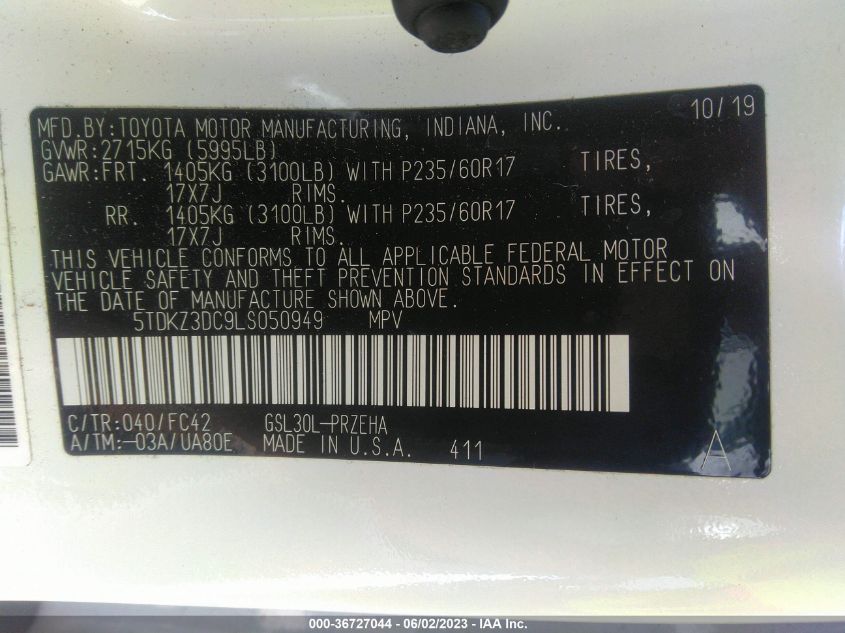 10/19
MFD.BY:TOYOTA MOTOR MANUFACTURING, INDIANA, INC.
GVWR:2715KG (5995LB)
GAWR:FRT. 1405KG (3100LB) WITH P235/60R17 TIRES,
17X7J RIMS.
RR. 1405KG (3100LB) WITH P235/60R17 TIRES,
17X7J RIMS.
THIS VEHICLE CONFORMS TO ALL APPLICABLE FEDERAL MOTOR
VEHICLE SAFETY AND THEFT PREVENTION STANDARDS IN EFFECT ON
THE DATE OF MANUFACTURE SHOWN ABOVE.
5TDKZ3DC9LS050949 MPV
C/TR:040/FC42 GSL30L-PRZEHA
A/TM:-03A/UA80E MADE IN U.S.A. 411 A
000-36727044 — 06/02/2023 — IAA Inc.